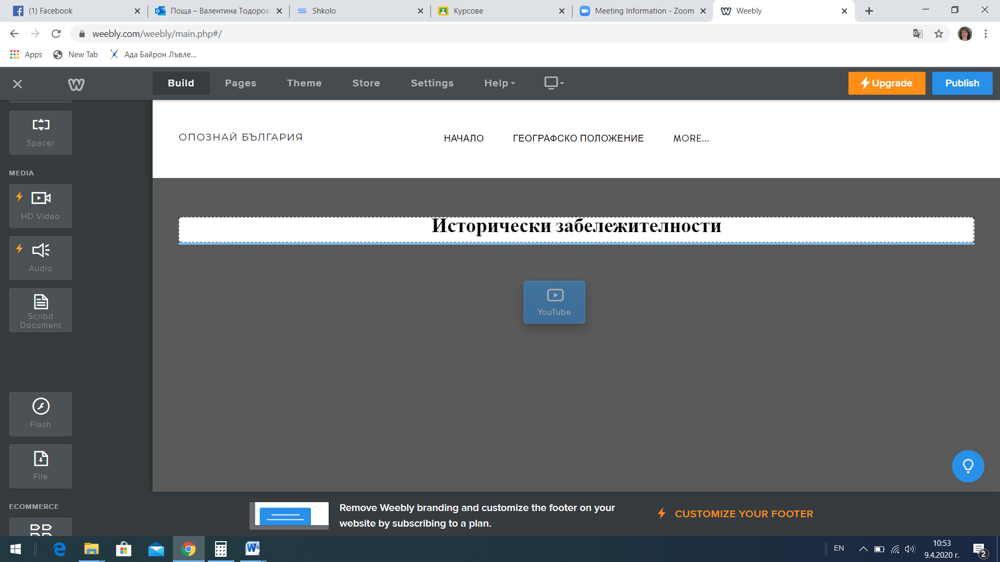 (1) Facebook
Поща – Валентина Тодоров
Shkolo
Курсове
Meeting Information - Zoom
Weebly
weebly.com/weebly/main.php#/
Apps
New Tab
Ада Байрон Лъвле...
Build
Pages
Theme
Store
Settings
Help
Upgrade
Publish
Spacer
MEDIA
HD Video
Audio
Scribd
Document
Flash
File
ECOMMERCE
ОПОЗНАЙ БЪЛГАРИЯ
НАЧАЛО
ГЕОГРАФСКО ПОЛОЖЕНИЕ
MORE...
Исторически забележителности
YouTube
Remove Weebly branding and customize the footer on your
website by subscribing to a plan.
CUSTOMIZE YOUR FOOTER
EN
10:53
9.4.2020 г.
2